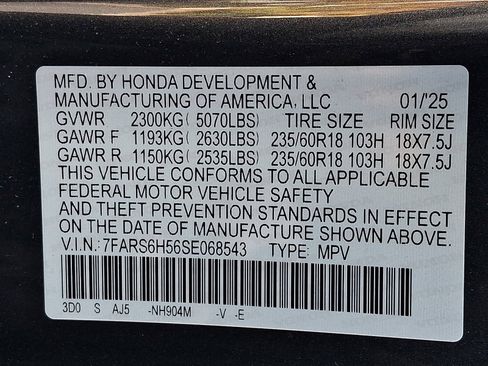 MFD. BY HONDA DEVELOPMENT &
MANUFACTURING OF AMERICA, LLC 01/'25
GVWR 2300KG( 5070LBS) TIRE SIZE RIM SIZE
GAWR F 1193KG( 2630LBS) 235/60R18 103H 18X7.5J
GAWR R 1150KG( 2535LBS) 235/60R18 103H 18X7.5J
THIS VEHICLE CONFORMS TO ALL APPLICABLE
FEDERAL MOTOR VEHICLE SAFETY
AND THEFT PREVENTION STANDARDS IN EFFECT
ON THE DATE OF MANUFACTURE SHOWN ABOVE.
V.I.N.: 7FARS6H56SE068543 TYPE: MPV
3D0 S AJ5 -NH904M -V -E